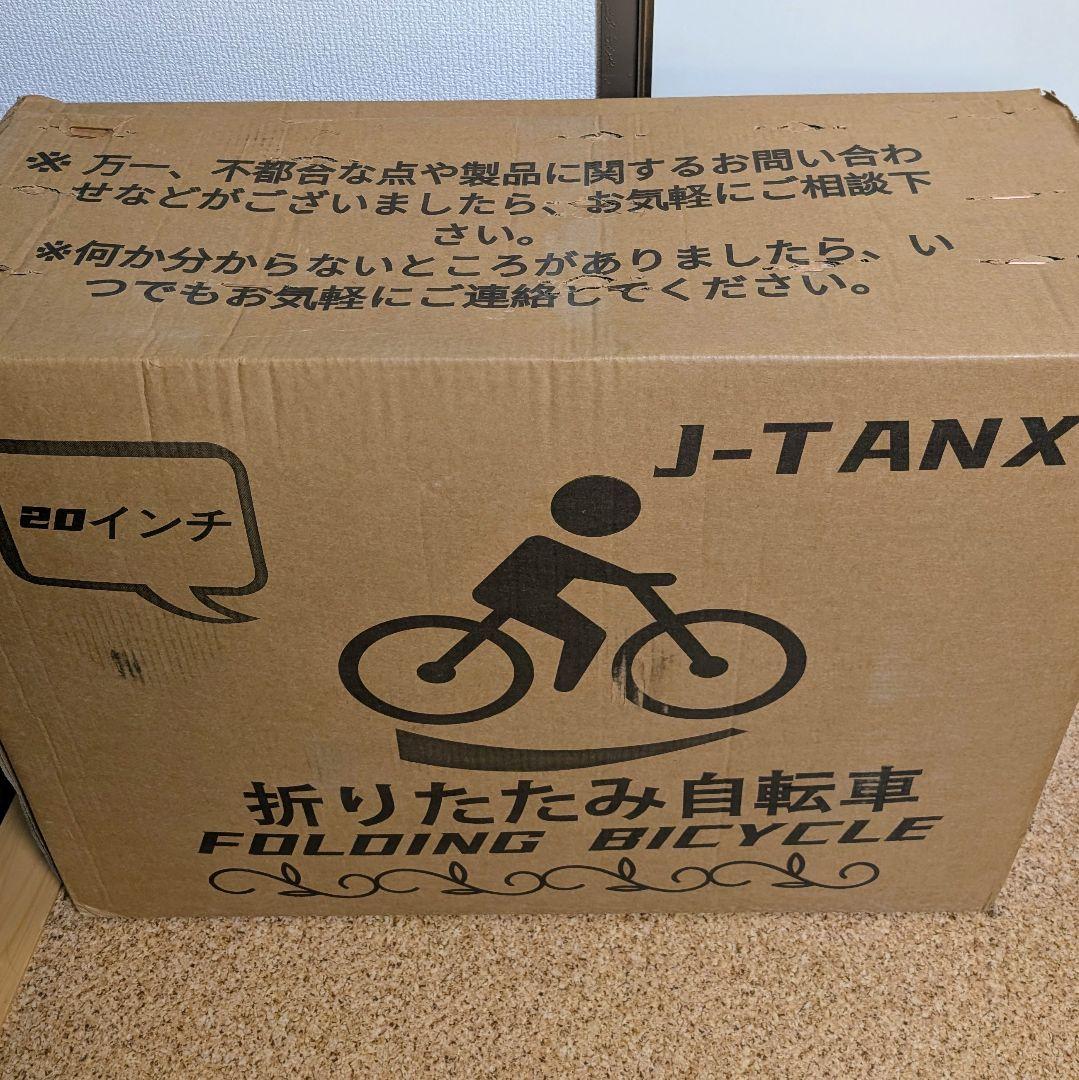 ※ 万一、不都合な点や製品に関するお問い合わ
せなどがございましたら、お気軽にご相談下
さい。
※何か分からないところがありましたら、い
つでもお気軽にご連絡してください。
J-TANX
20インチ
折りたたみ自転車
FOLDING BICYCLE